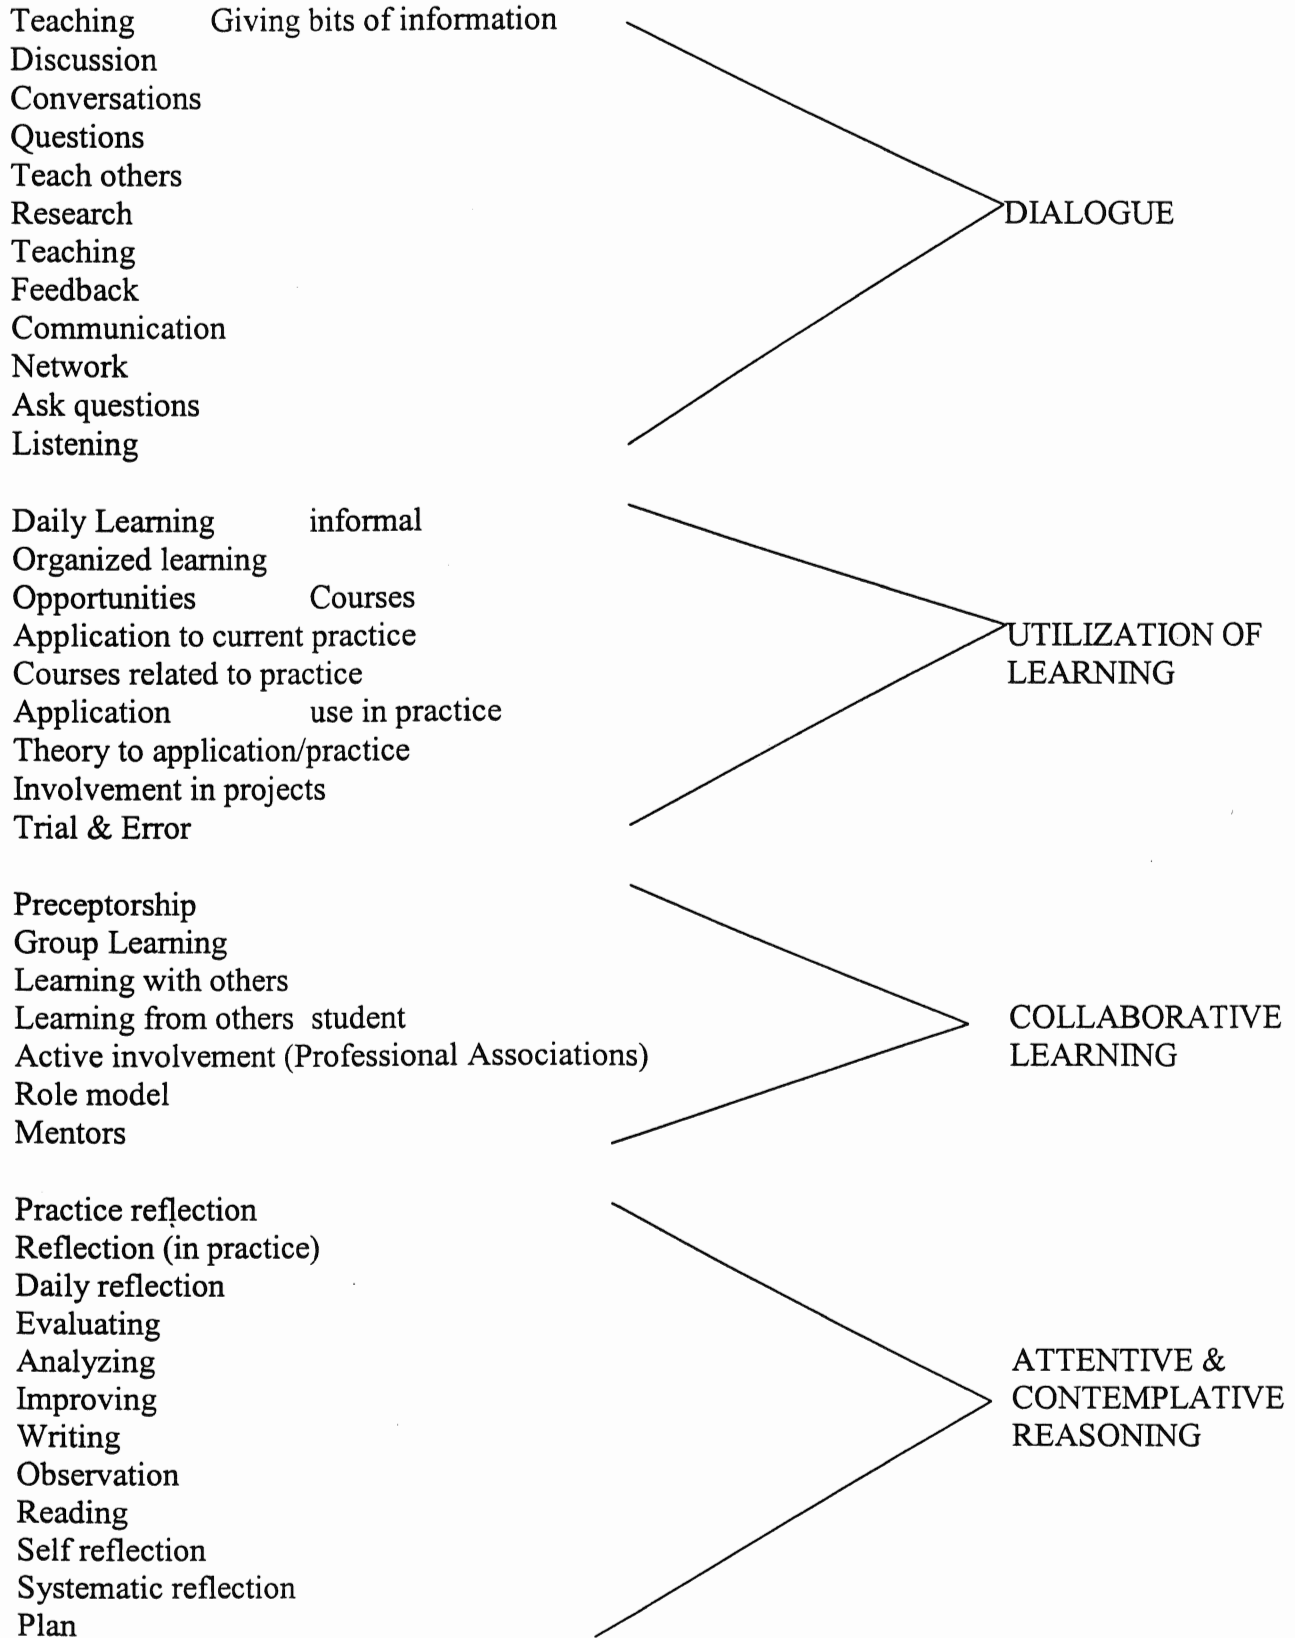 Teaching Giving bits of information
Discussion
Conversations
Questions
Teach others
Research
Teaching
Feedback
Communication
Network
Ask questions
Listening
DIALOGUE
Daily Learning informal
Organized learning
Opportunities Courses
Application to current practice
Courses related to practice
Application use in practice
Theory to application/practice
Involvement in projects
Trial & Error
UTILIZATION OF
LEARNING
Preceptorship
Group Learning
Learning with others
Learning from others student
Active involvement (Professional Associations)
Role model
Mentors
COLLABORATIVE
LEARNING
Practice reflection
Reflection (in practice)
Daily reflection
Evaluating
Analyzing
Improving
Writing
Observation
Reading
Self reflection
Systematic reflection
Plan
ATTENTIVE &
CONTEMPLATIVE
REASONING